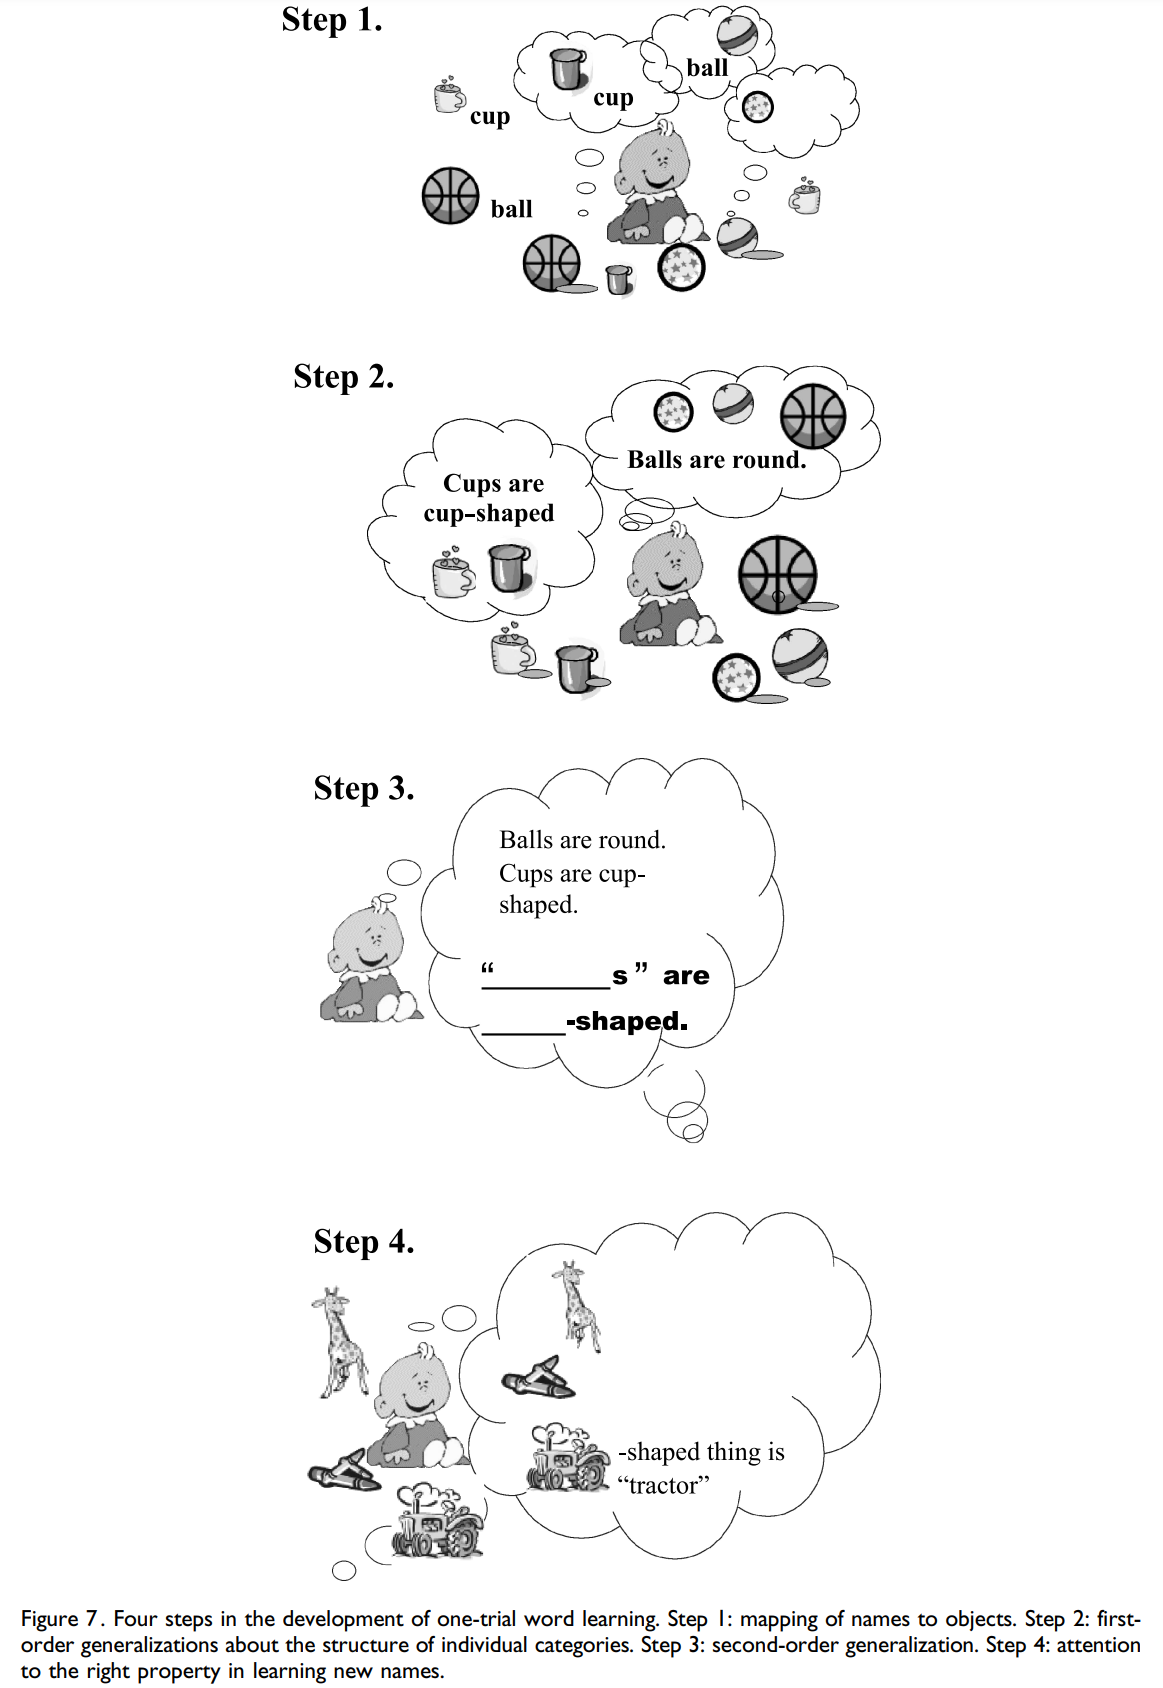 Step 1.
ball
cup
cup
ball
Step 2.
Balls are round.
Cups are
cup-shaped
Step 3.
Balls are round.
Cups are cup-
shaped.
“_________s” are
______-shaped.
Step 4.
-shaped thing is
“tractor”
Figure 7. Four steps in the development of one-trial word learning. Step 1: mapping of names to objects. Step 2: first-
order generalizations about the structure of individual categories. Step 3: second-order generalization. Step 4: attention
to the right property in learning new names.